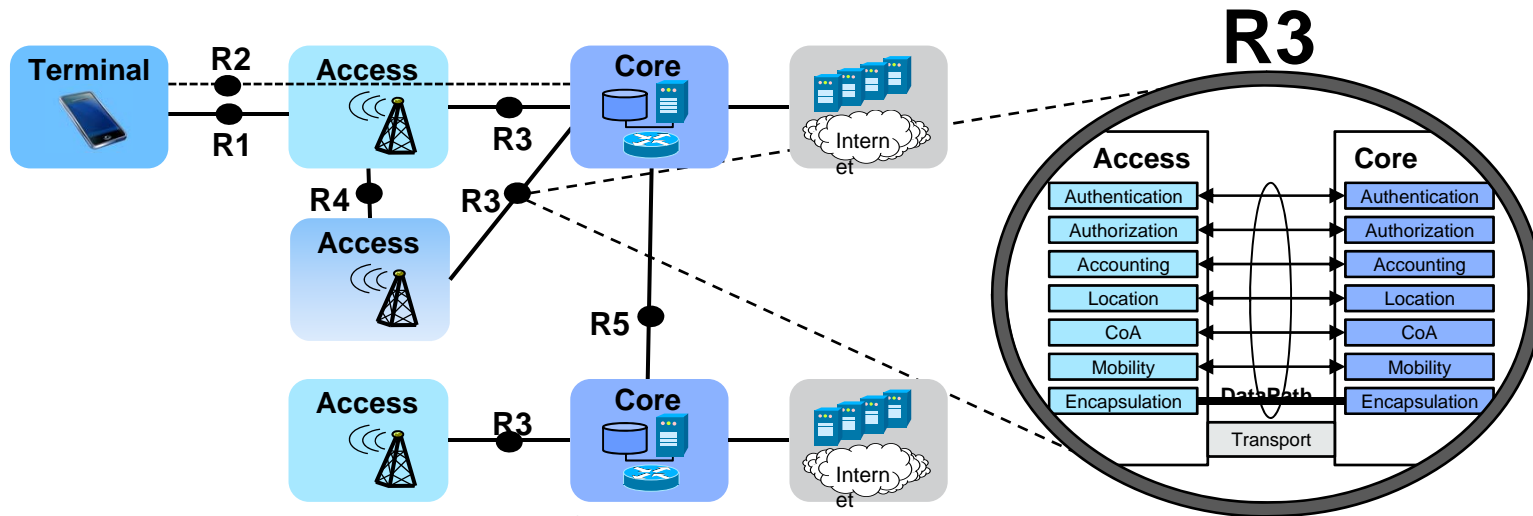 R3
Terminal
R2
Access
Core
R1
R3
Intern
et
R4
R3
Access
R5
Access
R3
Core
Intern
et
Access
Core
Authentication
Authentication
Authorization
Authorization
Accounting
Accounting
Location
Location
CoA
CoA
Mobility
Mobility
DataPath
Encapsulation
Encapsulation
Transport